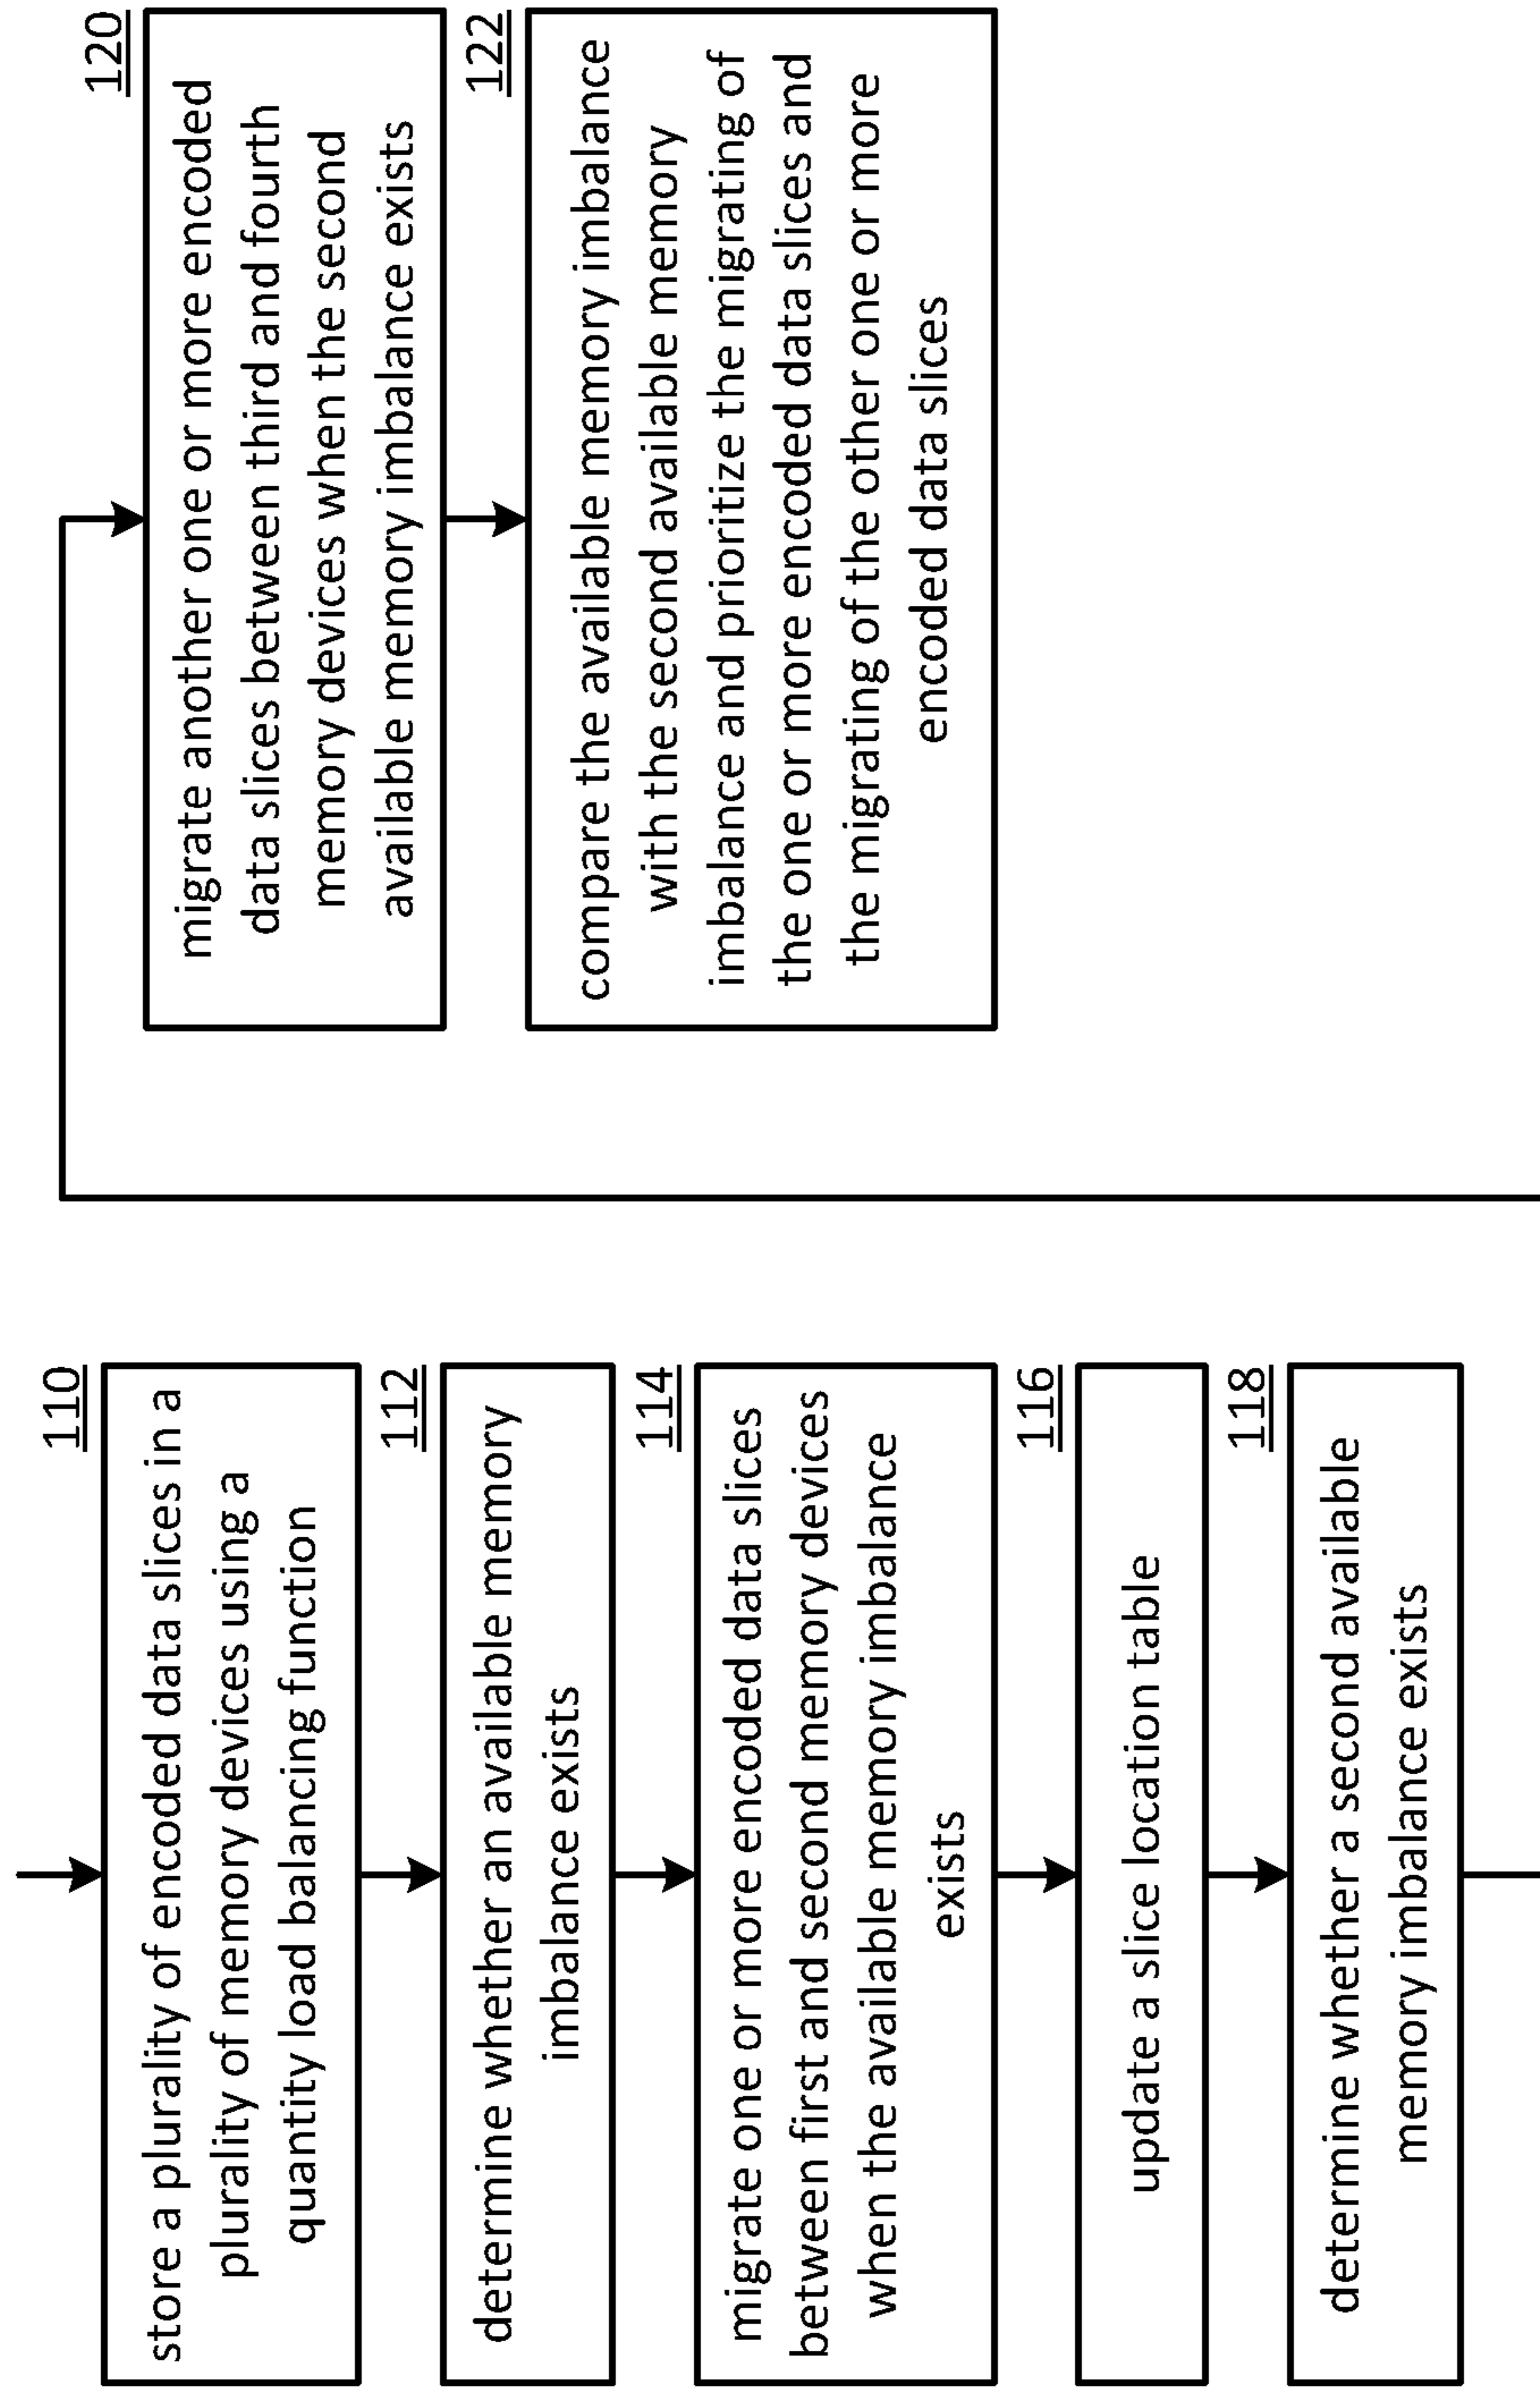 110
store a plurality of encoded data slices in a
plurality of memory devices using a
quantity load balancing function
112
determine whether an available memory
imbalance exists
114
migrate one or more encoded data slices
between first and second memory devices
when the available memory imbalance
exists
116
update a slice location table
118
determine whether a second available
memory imbalance exists
120
migrate another one or more encoded
data slices between third and fourth
memory devices when the second
available memory imbalance exists
122
compare the available memory imbalance
with the second available memory
imbalance and prioritize the migrating of
the one or more encoded data slices and
the migrating of the other one or more
encoded data slices